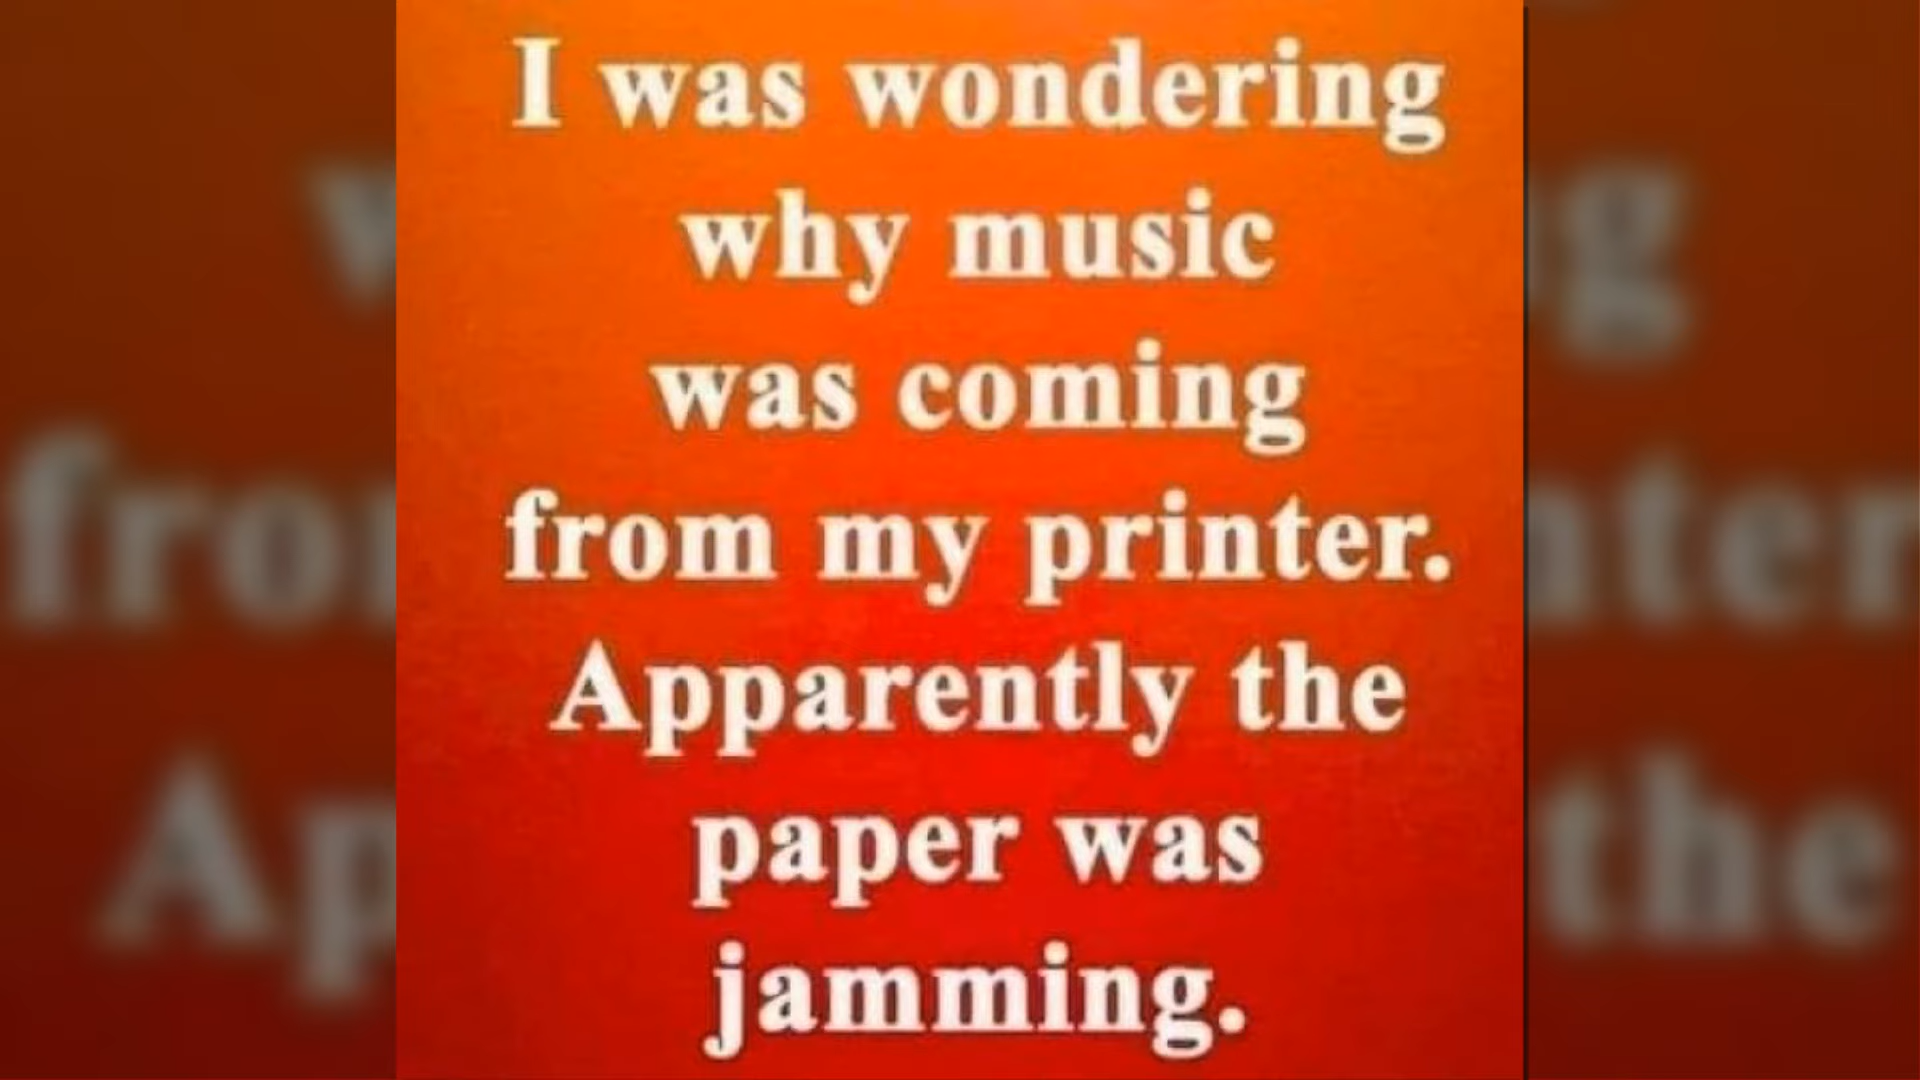 I was wondering
why music
was coming
from my printer.
Apparently the
paper was
jamming.